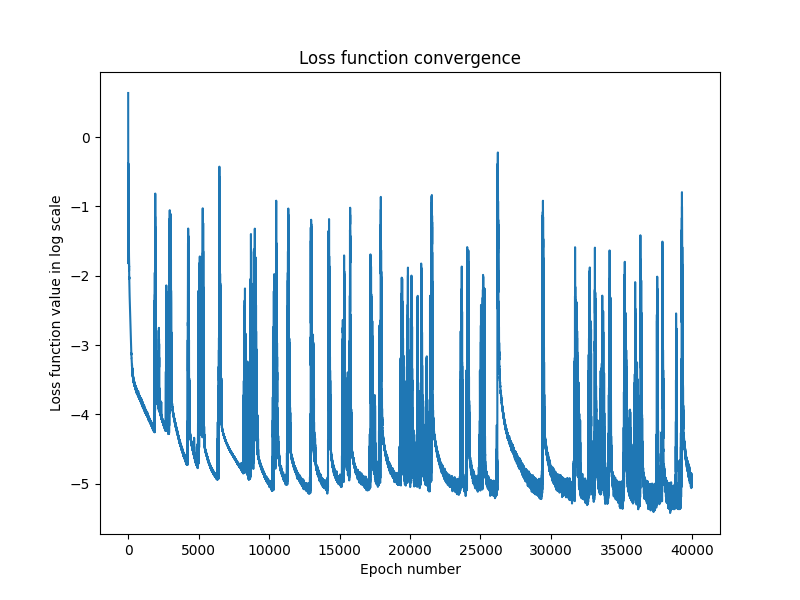 Loss function convergence
Loss function value in log scale
0
−1
−2
−3
−4
−5
0 5000 10000 15000 20000 25000 30000 35000 40000
Epoch number